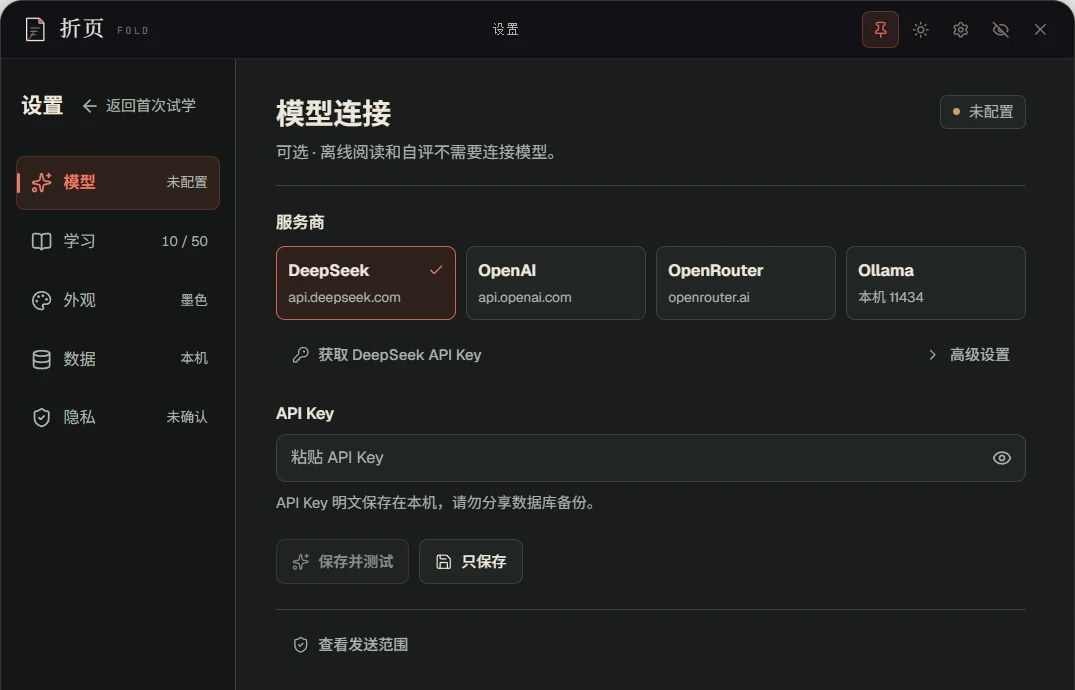 折页 FOLD
设置
设置 返回首次试学
模型 未配置
学习 10 / 50
外观 墨色
数据 本机
隐私 未确认
模型连接
未配置
可选 · 离线阅读和自评不需要连接模型。
服务商
DeepSeek
api.deepseek.com
OpenAI
api.openai.com
OpenRouter
openrouter.ai
Ollama
本机 11434
获取 DeepSeek API Key
高级设置
API Key
粘贴 API Key
API Key 明文保存在本机，请勿分享数据库备份。
保存并测试
只保存
查看发送范围